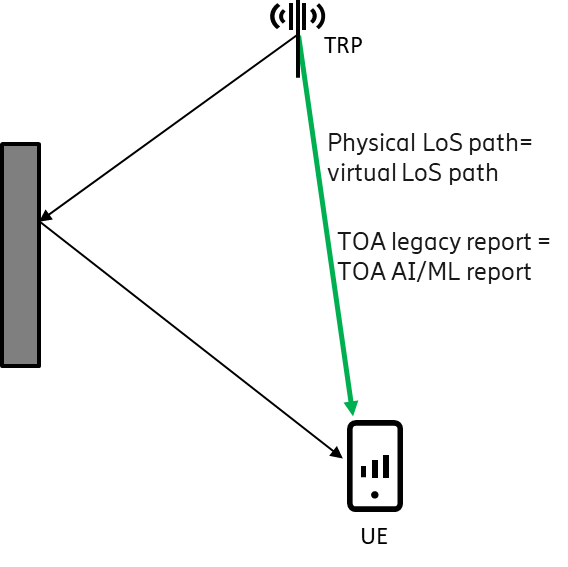 TRP
Physical LoS path=
virtual LoS path
TOA legacy report =
TOA AI/ML report
UE